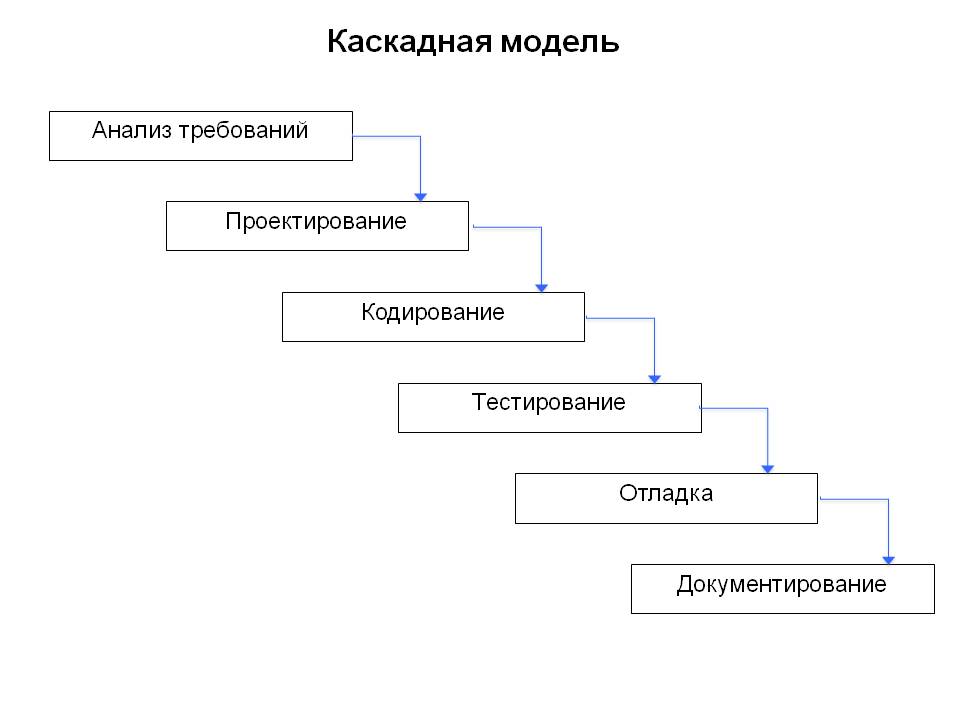 Каскадная модель
Анализ требований
Проектирование
Кодирование
Тестирование
Отладка
Документирование